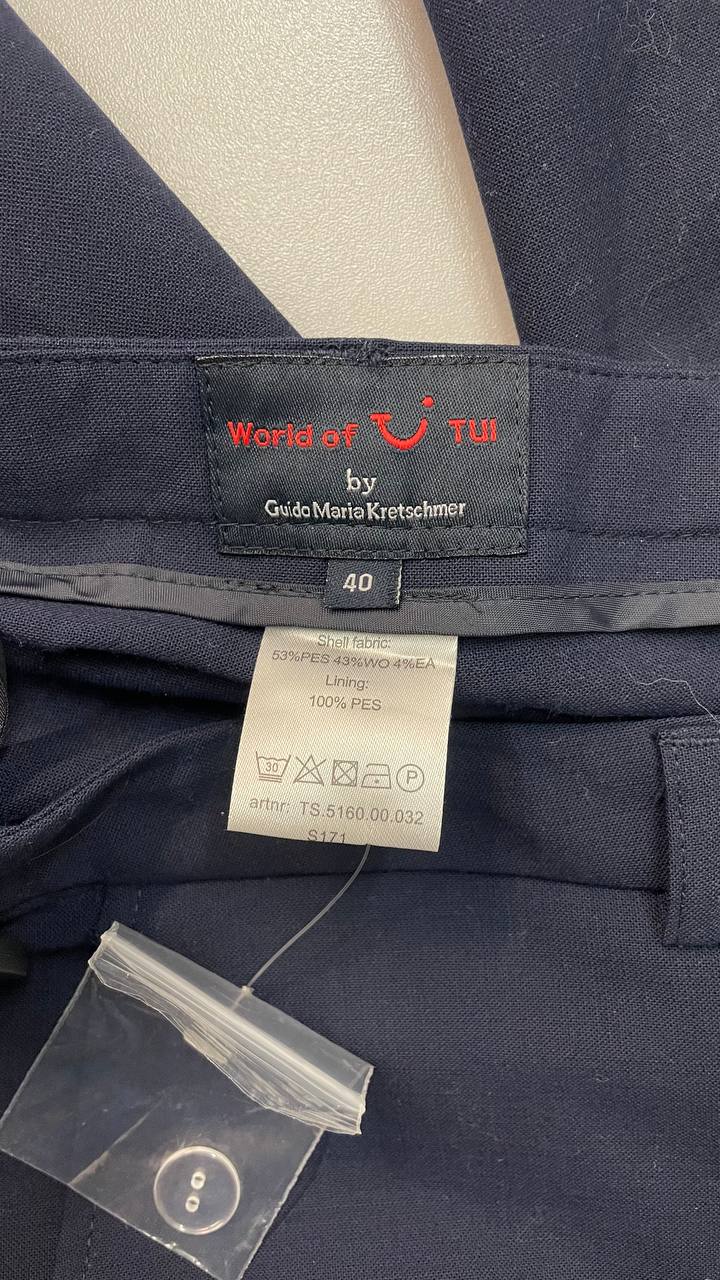 World of TUI
by
Guido Maria Kretschmer
40
Shell fabric:
53%PES 43%WO 4%EA
Lining:
100% PES
30 P
artnr: TS.5160.00.032
S171